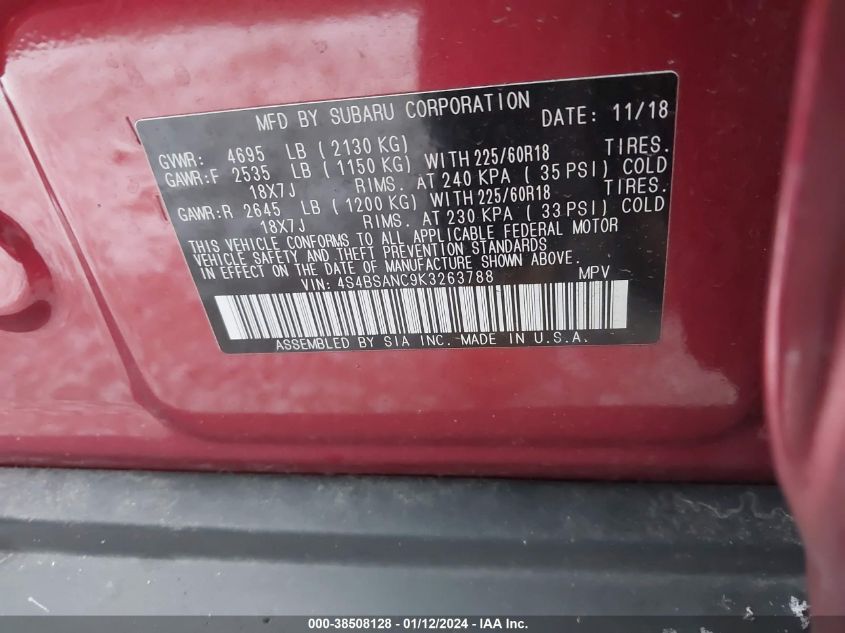 MFD BY SUBARU CORPORATION DATE: 11/18
GVWR: 4695 LB ( 2130 KG)
GAWR:F 2535 LB ( 1150 KG) WITH 225/60R18 TIRES.
18X7J RIMS. AT 240 KPA ( 35 PSI) COLD
GAWR:R 2645 LB ( 1200 KG) WITH 225/60R18 TIRES.
18X7J RIMS. AT 230 KPA ( 33 PSI) COLD
THIS VEHICLE CONFORMS TO ALL APPLICABLE FEDERAL MOTOR
VEHICLE SAFETY AND THEFT PREVENTION STANDARDS
IN EFFECT ON THE DATE OF MANUFACTURE SHOWN ABOVE.
VIN: 4S4BSANC9K3263788 MPV
ASSEMBLED BY SIA INC. MADE IN U.S.A.
000-38508128 - 01/12/2024 - IAA Inc.